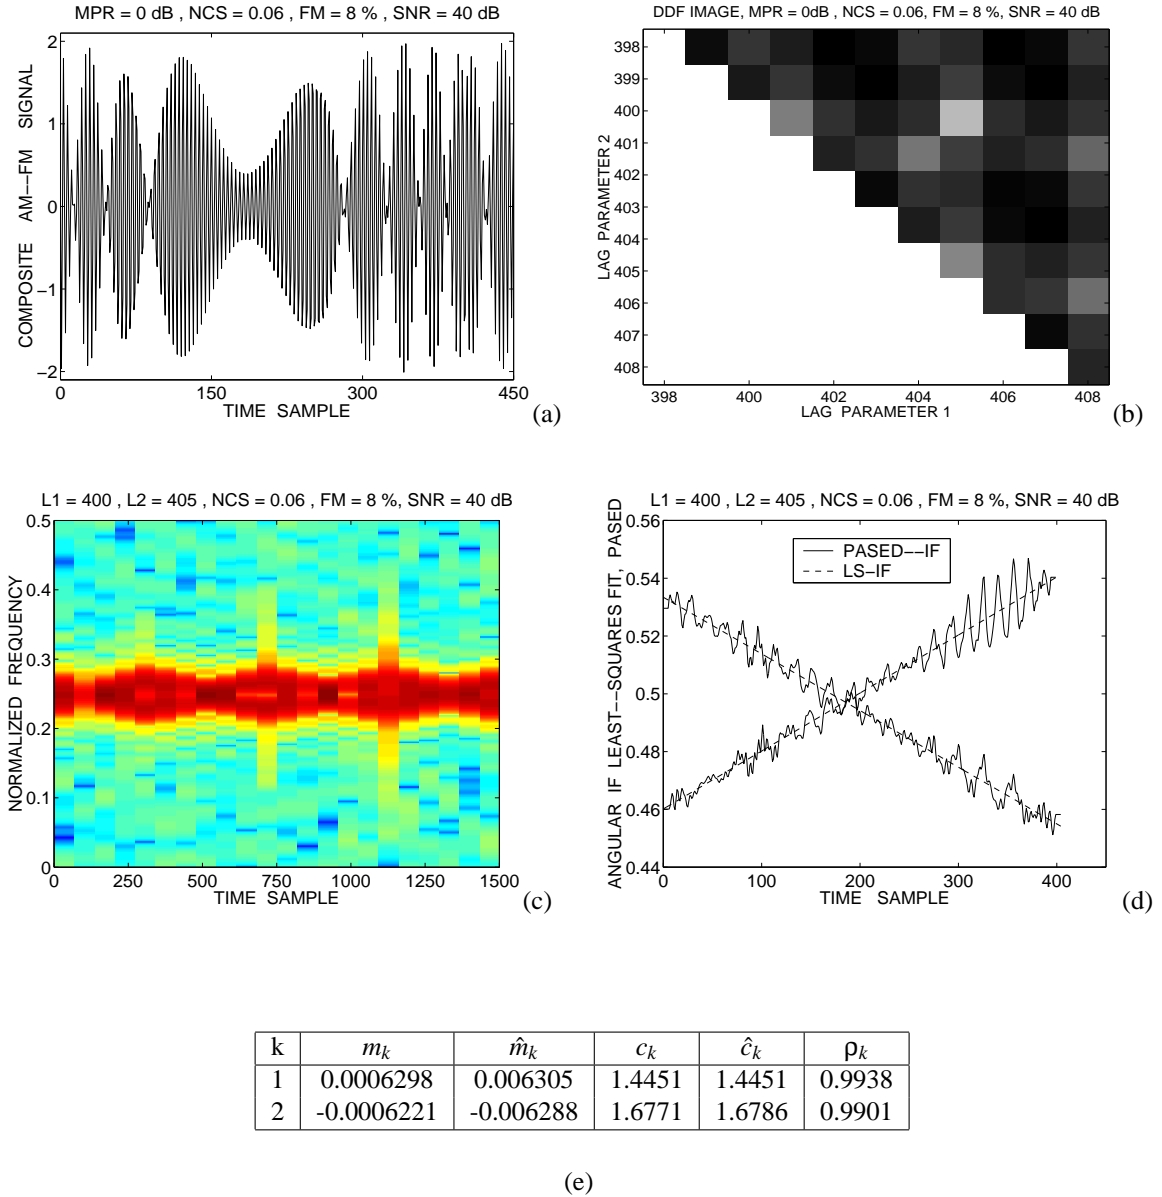 MPR = 0 dB , NCS = 0.06 , FM = 8 % , SNR = 40 dB
COMPOSITE AM--FM SIGNAL
2
1
0
−1
−2
0 150 300 450
TIME SAMPLE
(a)
DDF IMAGE, MPR = 0dB , NCS = 0.06, FM = 8 %, SNR = 40 dB
LAG PARAMETER 2
398
399
400
401
402
403
404
405
406
407
408
398 400 402 404 406 408
LAG PARAMETER 1
(b)
L1 = 400 , L2 = 405 , NCS = 0.06 , FM = 8 %, SNR = 40 dB
NORMALIZED FREQUENCY
0.5
0.4
0.3
0.2
0.1
0
0 250 500 750 1000 1250 1500
TIME SAMPLE
(c)
L1 = 400 , L2 = 405 , NCS = 0.06 , FM = 8 %, SNR = 40 dB
ANGULAR IF LEAST--SQUARES FIT, PASED
0.56
0.54
0.52
0.5
0.48
0.46
0.44
PASED--IF
LS-IF
0 100 200 300 400
TIME SAMPLE
(d)
k m_k m̂_k c_k ĉ_k ρ_k
1 0.0006298 0.006305 1.4451 1.4451 0.9938
2 -0.0006221 -0.006288 1.6771 1.6786 0.9901
(e)